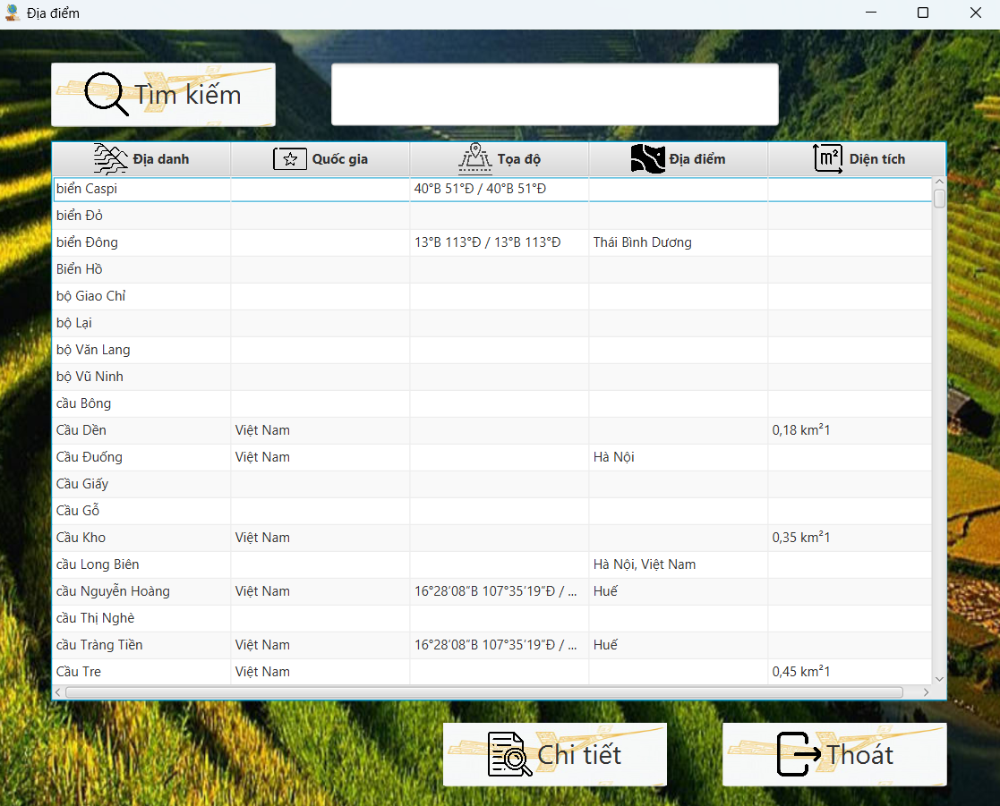 Địa điểm
Tìm kiếm
Địa danh Quốc gia Tọa độ Địa điểm m² Diện tích
biển Caspi 40°B 51°Đ / 40°B 51°Đ
biển Đỏ
biển Đông 13°B 113°Đ / 13°B 113°Đ Thái Bình Dương
Biển Hồ
bộ Giao Chỉ
bộ Lại
bộ Văn Lang
bộ Vũ Ninh
cầu Bông
Cầu Dền Việt Nam 0,18 km²1
Cầu Đuống Việt Nam Hà Nội
Cầu Giấy
Cầu Gỗ
Cầu Kho Việt Nam 0,35 km²1
cầu Long Biên Hà Nội, Việt Nam
cầu Nguyễn Hoàng Việt Nam 16°28′08″B 107°35′19″Đ / ... Huế
cầu Thị Nghè
cầu Tràng Tiền Việt Nam 16°28′08″B 107°35′19″Đ / ... Huế
Cầu Tre Việt Nam 0,45 km²1
Chi tiết Thoát